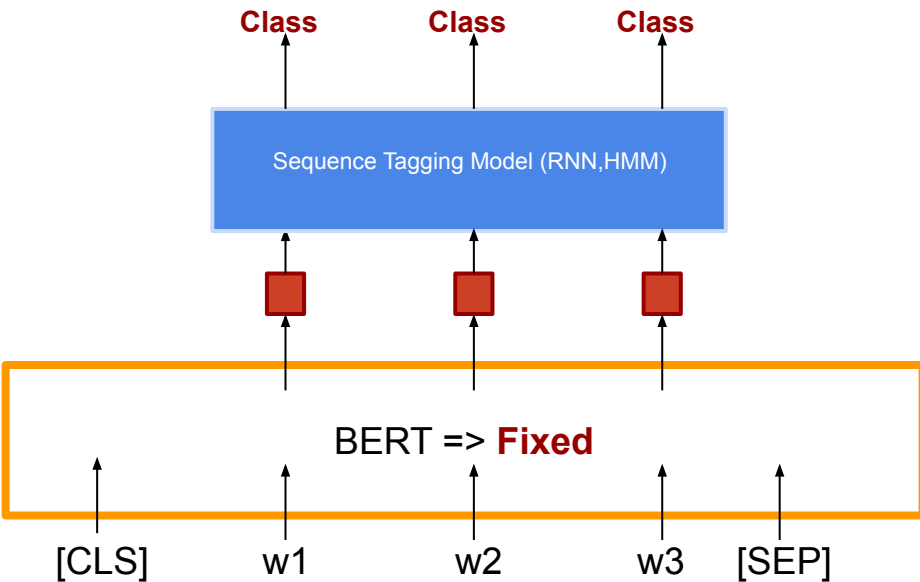 Class Class Class
Sequence Tagging Model (RNN,HMM)
BERT => Fixed
[CLS] w1 w2 w3 [SEP]